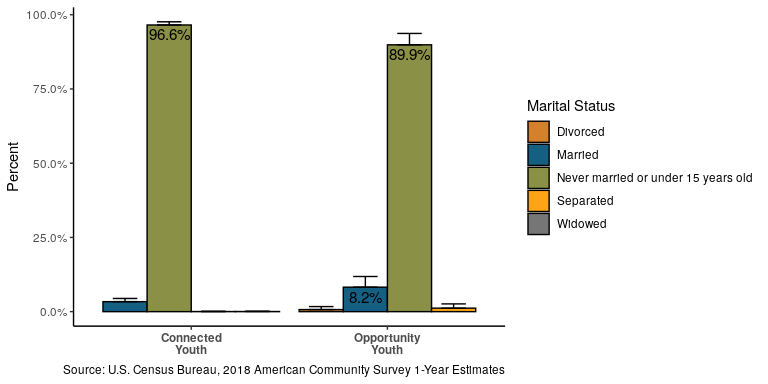 100.0%
75.0%
50.0%
25.0%
0.0%
Percent
96.6%
89.9%
8.2%
Connected
Youth
Opportunity
Youth
Marital Status
Divorced
Married
Never married or under 15 years old
Separated
Widowed
Source: U.S. Census Bureau, 2018 American Community Survey 1-Year Estimates